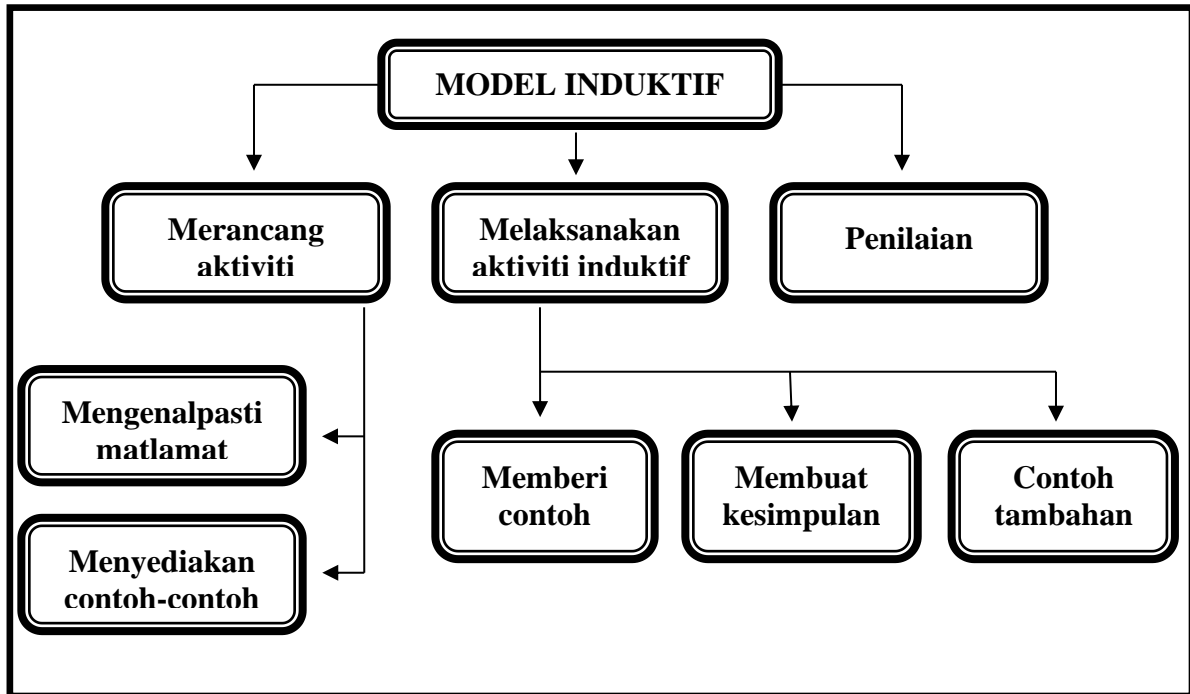 MODEL INDUKTIF
Merancang
aktiviti
Melaksanakan
aktiviti induktif
Penilaian
Mengenalpasti
matlamat
Menyediakan
contoh-contoh
Memberi
contoh
Membuat
kesimpulan
Contoh
tambahan